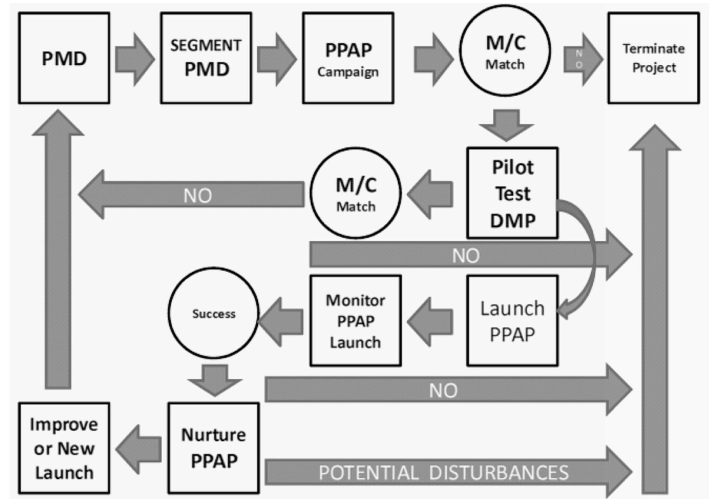 PMD
SEGMENT
PMD
PPAP
Campaign
M/C
Match
NO
Terminate
Project
NO
M/C
Match
Pilot
Test
DMP
NO
Success
Monitor
PPAP
Launch
Launch
PPAP
NO
Improve
or New
Launch
Nurture
PPAP
POTENTIAL DISTURBANCES